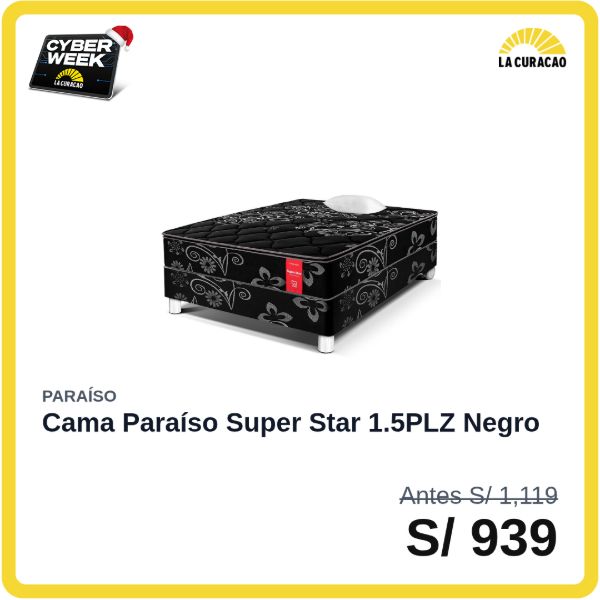 CYBER
WEEK
LA CURACAO
LA CURACAO
PARAÍSO
Cama Paraíso Super Star 1.5PLZ Negro
Antes S/ 1,119
S/ 939